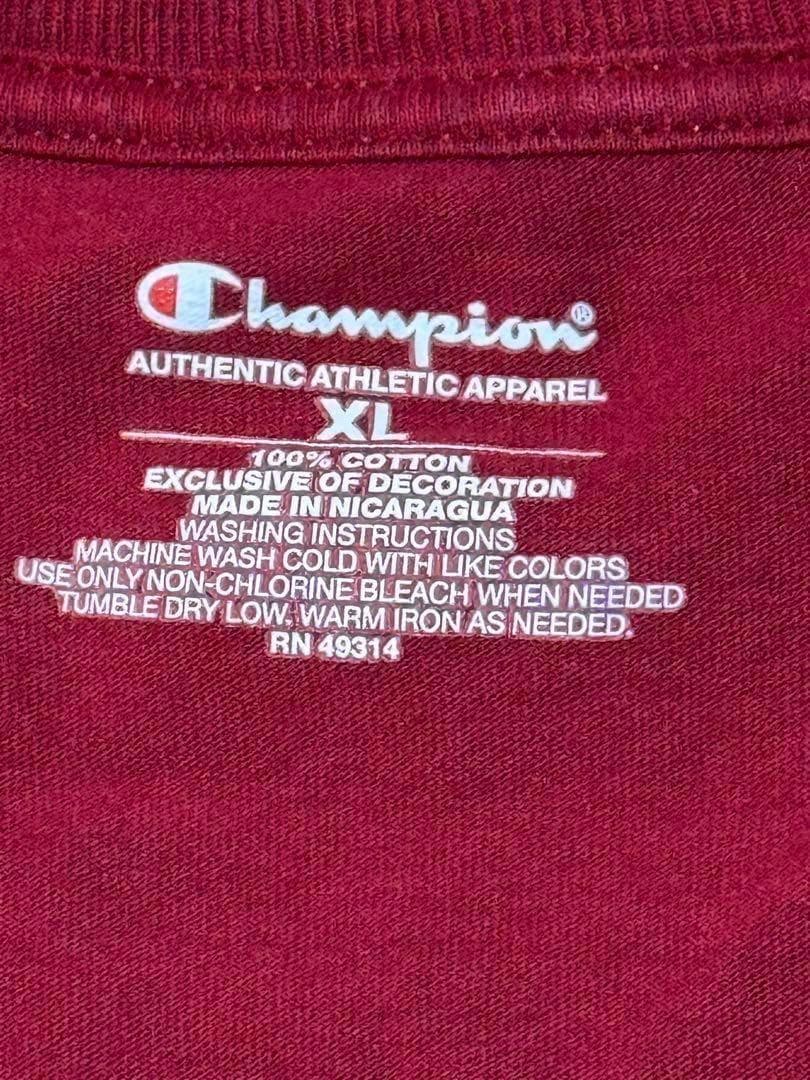 Champion®
AUTHENTIC ATHLETIC APPAREL
XL
100% COTTON
EXCLUSIVE OF DECORATION
MADE IN NICARAGUA
WASHING INSTRUCTIONS
MACHINE WASH COLD WITH LIKE COLORS
USE ONLY NON-CHLORINE BLEACH WHEN NEEDED
TUMBLE DRY LOW, WARM IRON AS NEEDED.
RN 49314